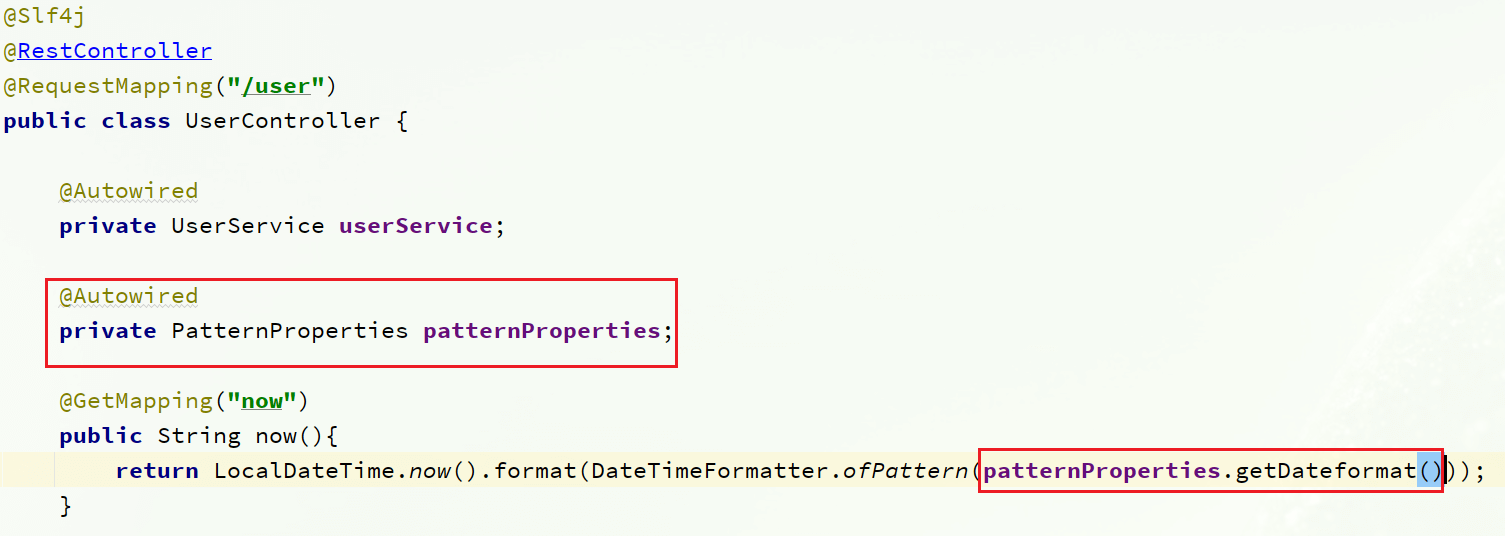 @Slf4j
@RestController
@RequestMapping("/user")
public class UserController {
@Autowired
private UserService userService;
@Autowired
private PatternProperties patternProperties;
@GetMapping("now")
public String now(){
return LocalDateTime.now().format(DateTimeFormatter.ofPattern(patternProperties.getDateformat()));
}